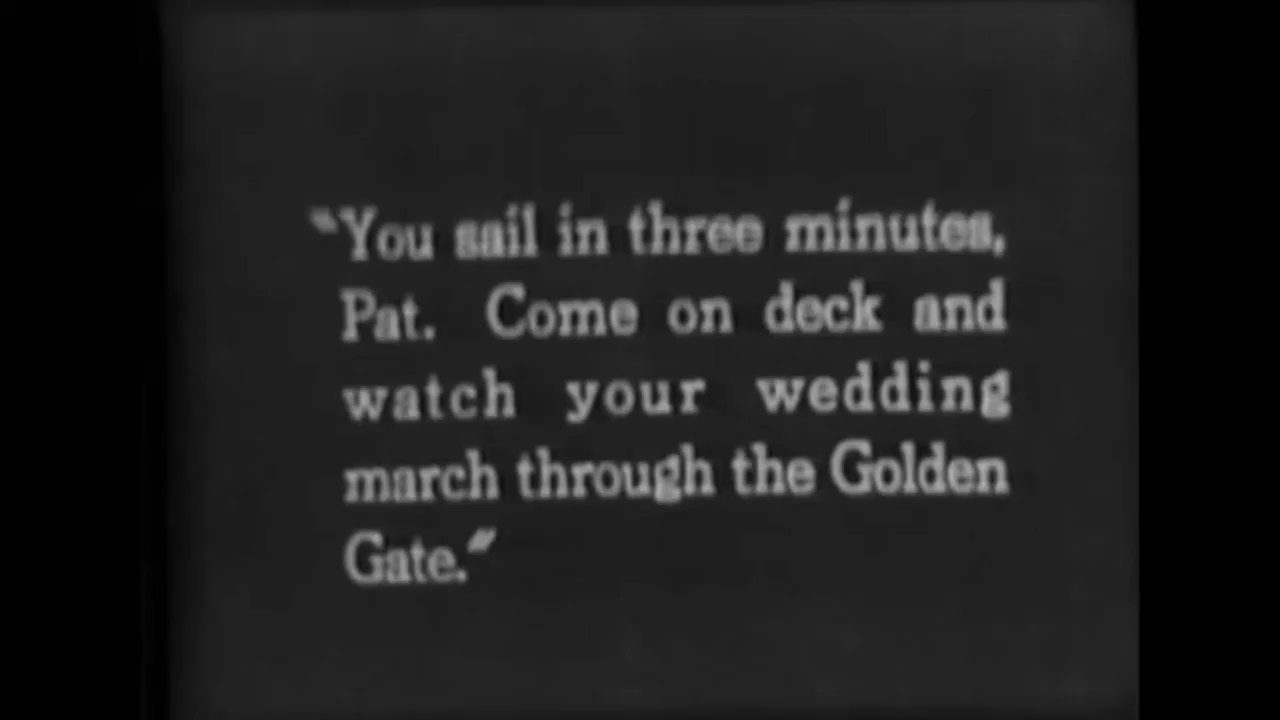 "You sail in three minutes,
Pat. Come on deck and
watch your wedding
march through the Golden
Gate."